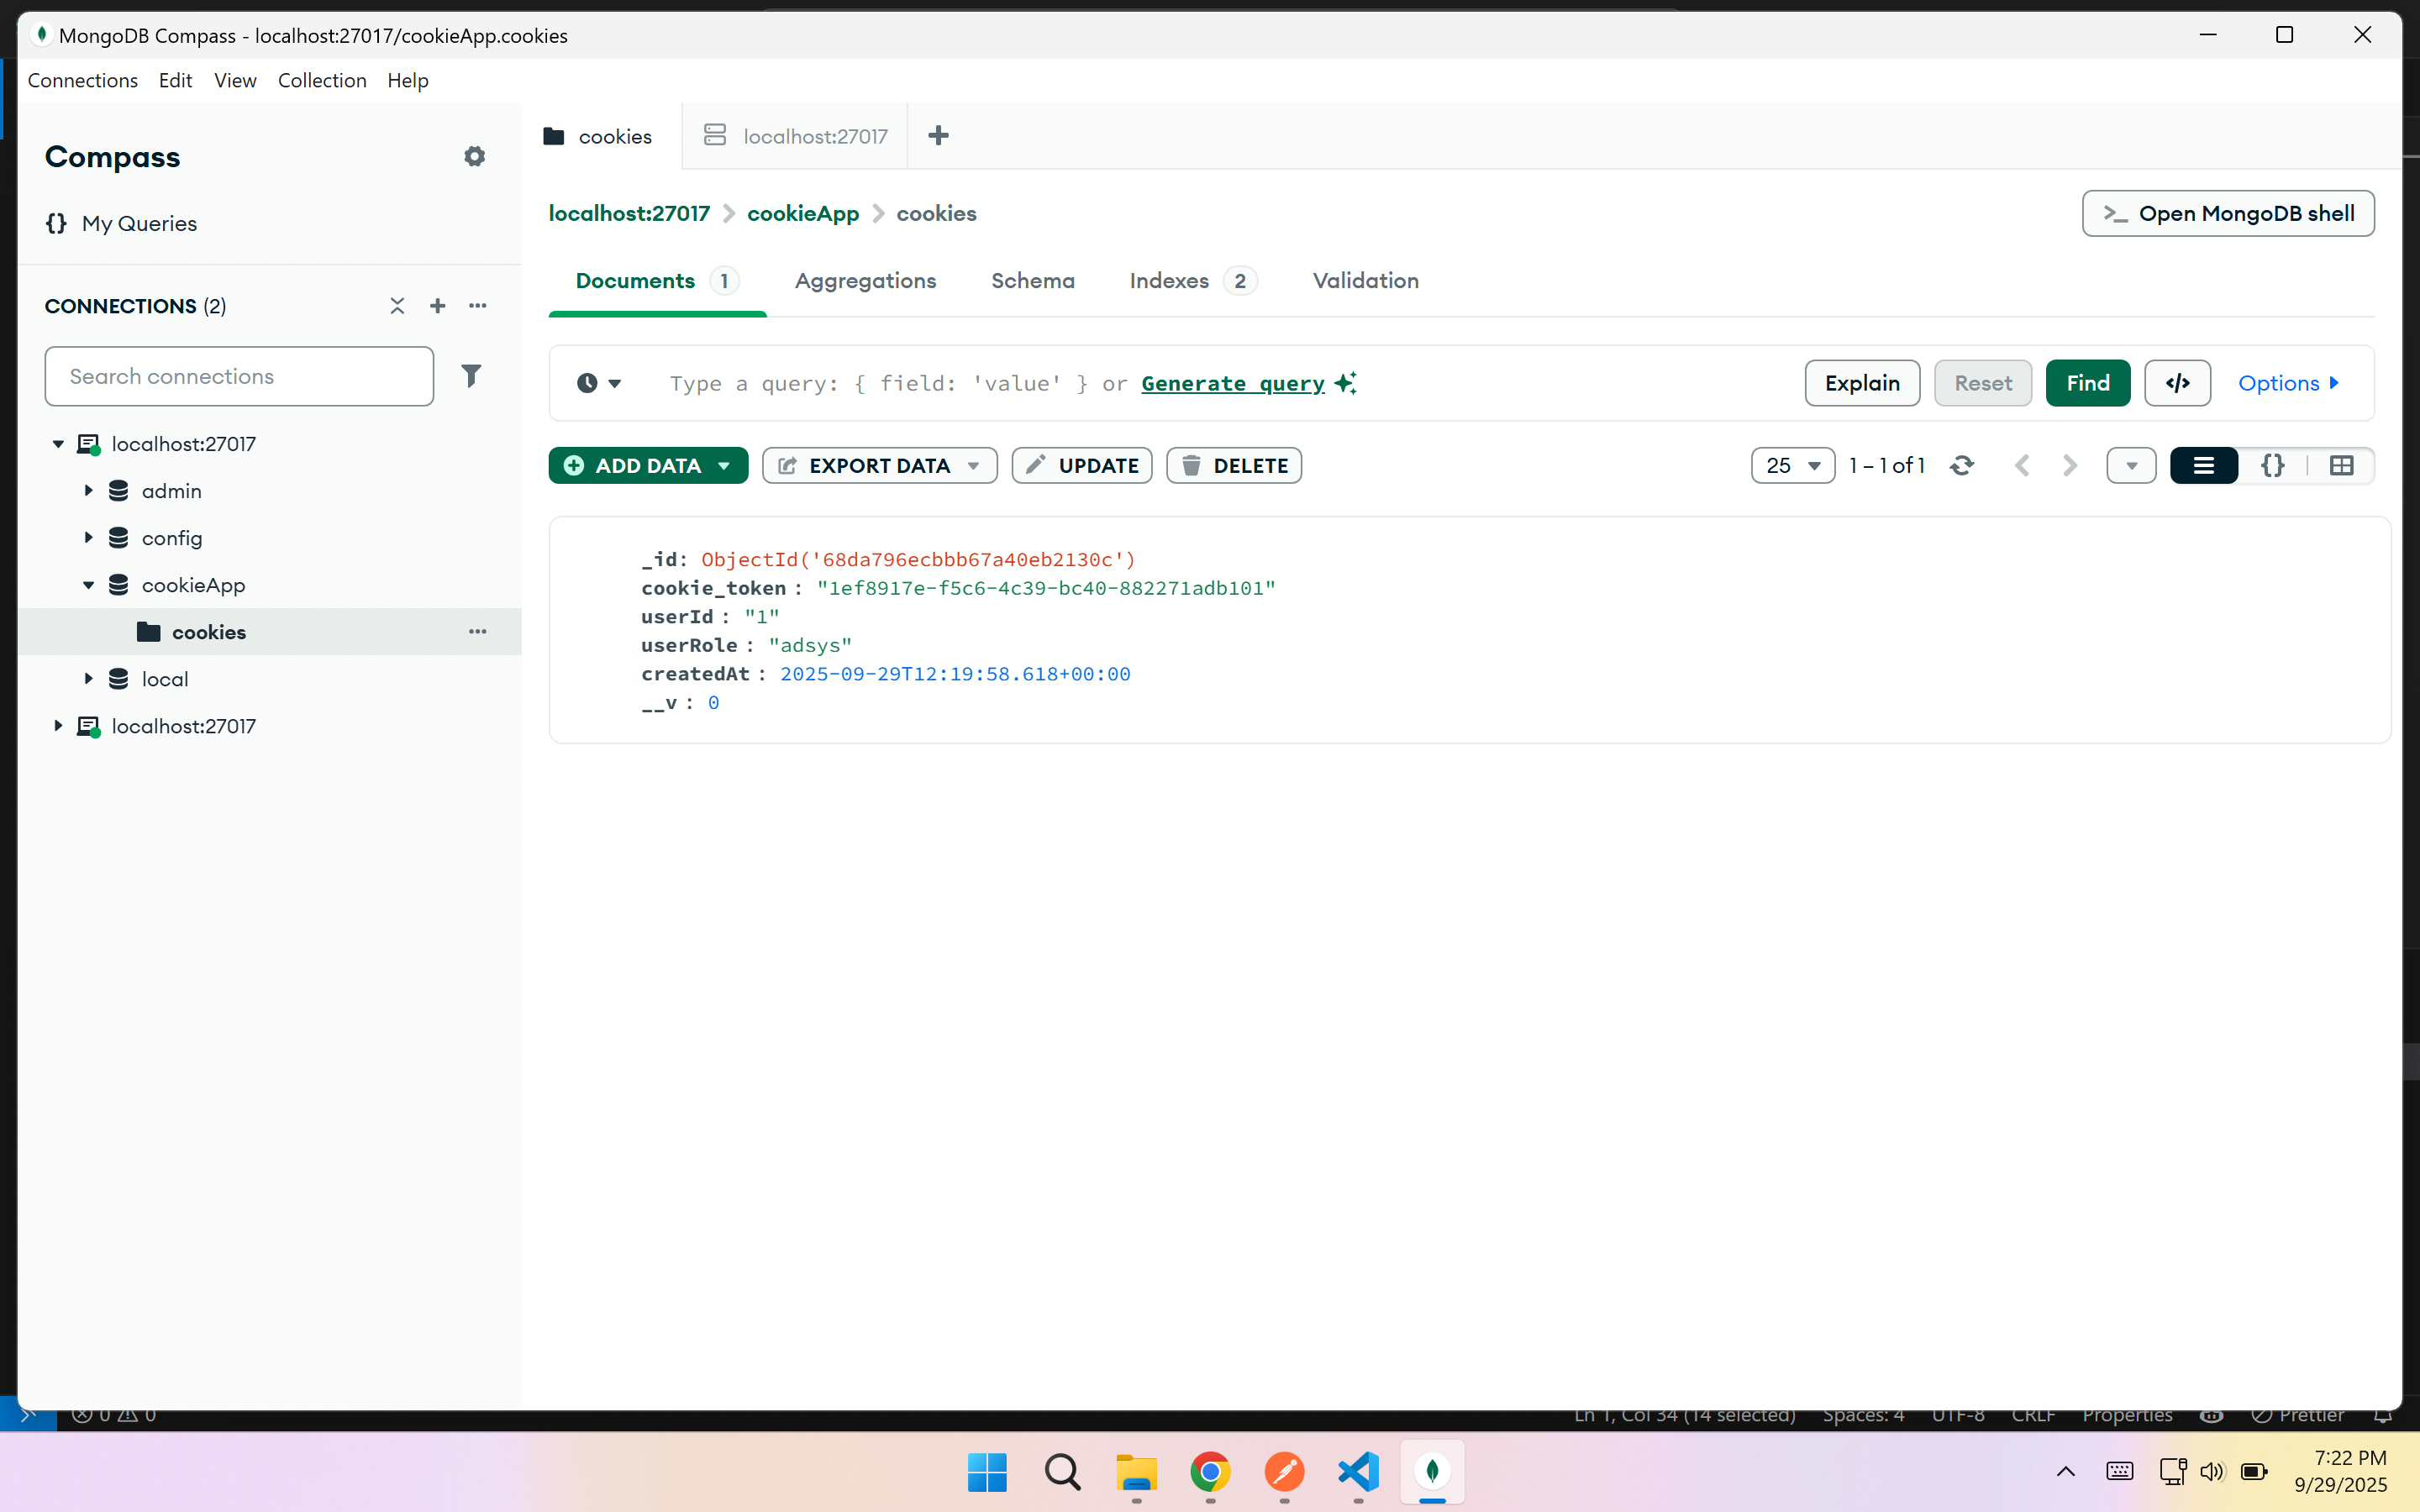 MongoDB Compass - localhost:27017/cookieApp.cookies
Connections Edit View Collection Help
Compass
{} My Queries
CONNECTIONS (2)
Search connections
localhost:27017
admin
config
cookieApp
cookies
local
localhost:27017
cookies localhost:27017
localhost:27017 cookieApp cookies
>_ Open MongoDB shell
Documents 1 Aggregations Schema Indexes 2 Validation
Type a query: { field: 'value' } or Generate query
Explain Reset Find </> Options
ADD DATA EXPORT DATA UPDATE DELETE
25 1 – 1 of 1 {}
_id: ObjectId('68da796ecbbb67a40eb2130c')
cookie_token : "1ef8917e-f5c6-4c39-bc40-882271adb101"
userId : "1"
userRole : "adsys"
createdAt : 2025-09-29T12:19:58.618+00:00
__v : 0
0 0 Ln 1, Col 34 (14 selected) Spaces: 4 UTF-8 CRLF Properties Prettier
7:22 PM
9/29/2025